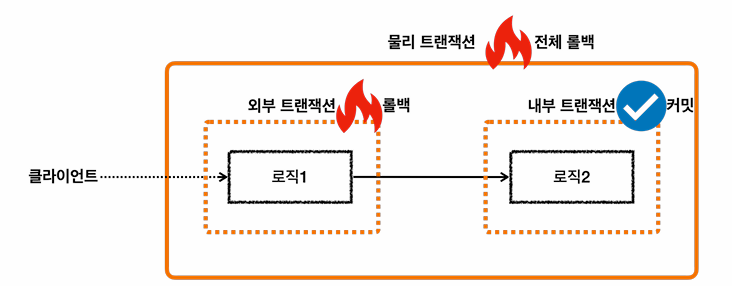 물리 트랜잭션 전체 롤백
외부 트랜잭션 롤백
내부 트랜잭션 커밋
클라이언트
로직1
로직2